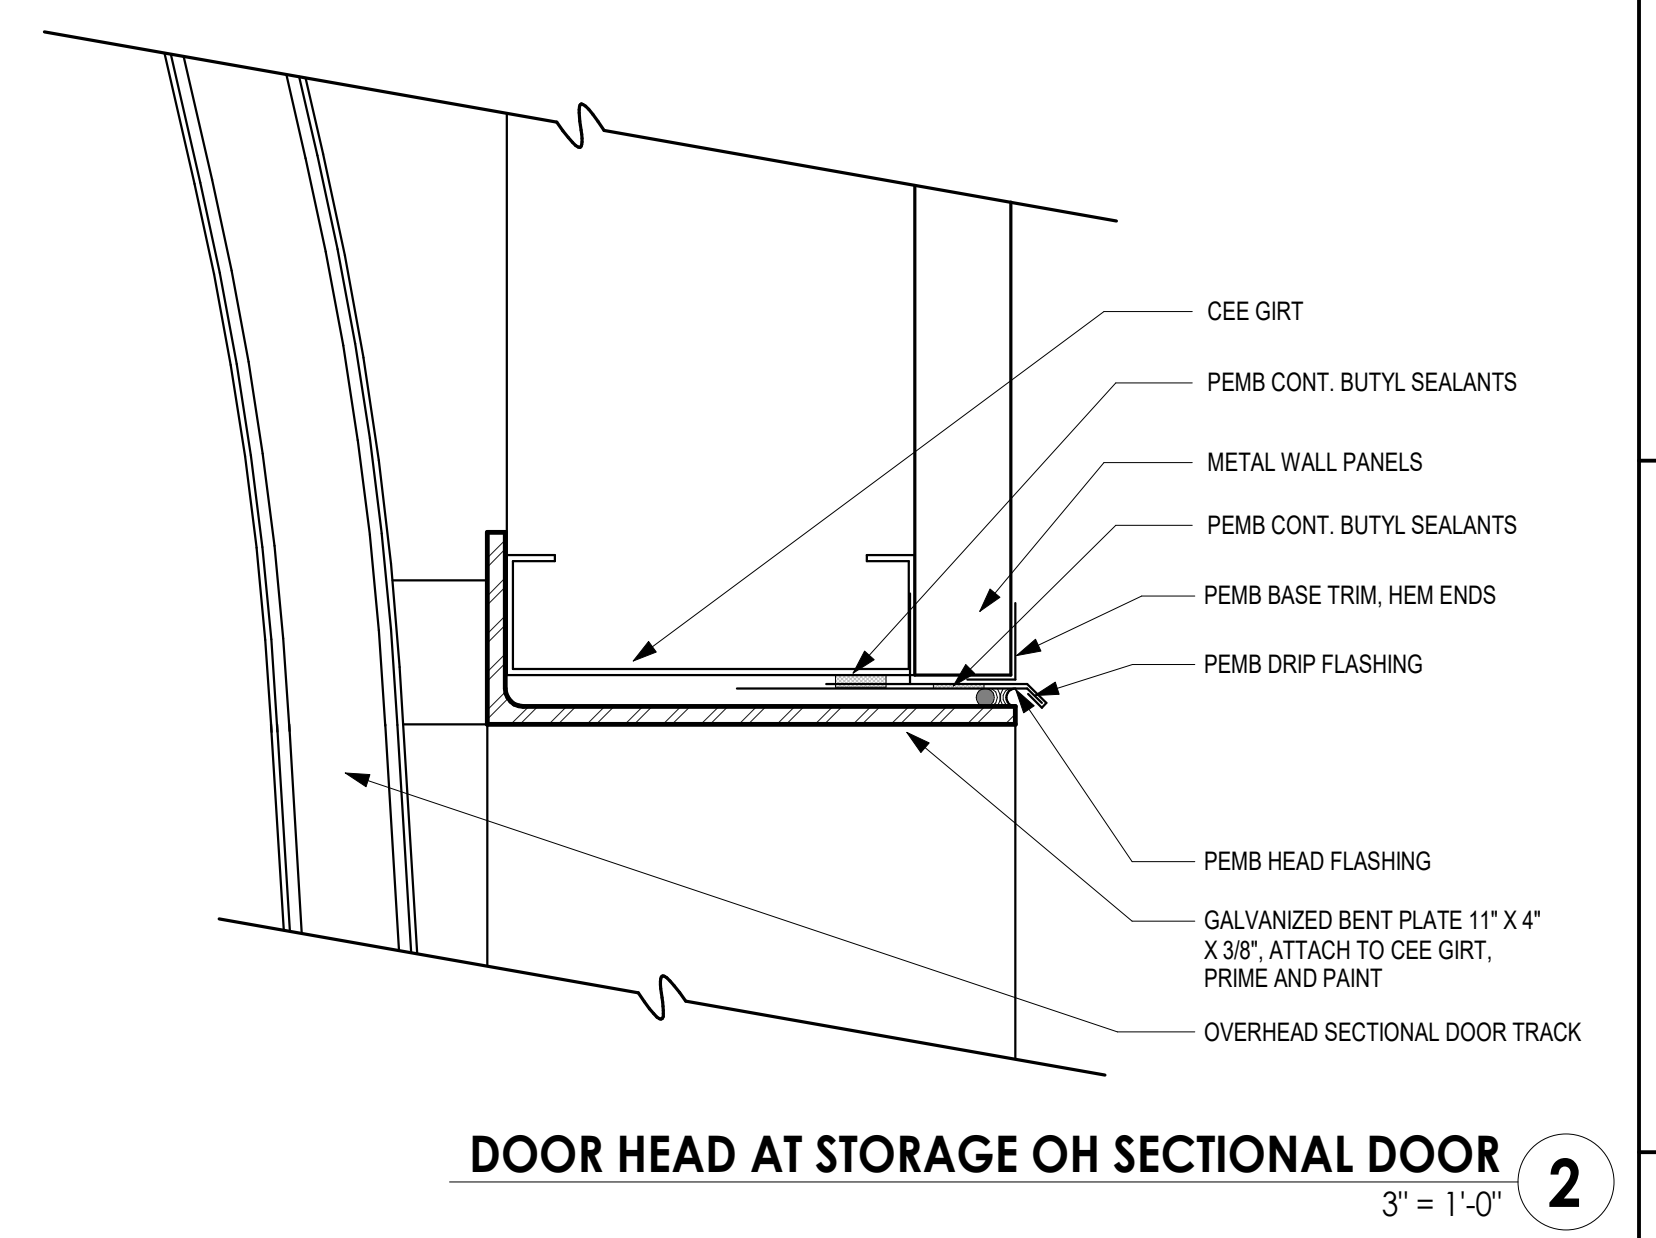 CEE GIRT
PEMB CONT. BUTYL SEALANTS
METAL WALL PANELS
PEMB CONT. BUTYL SEALANTS
PEMB BASE TRIM, HEM ENDS
PEMB DRIP FLASHING
PEMB HEAD FLASHING
GALVANIZED BENT PLATE 11" X 4"
X 3/8", ATTACH TO CEE GIRT,
PRIME AND PAINT
OVERHEAD SECTIONAL DOOR TRACK
DOOR HEAD AT STORAGE OH SECTIONAL DOOR
2
3" = 1'-0"